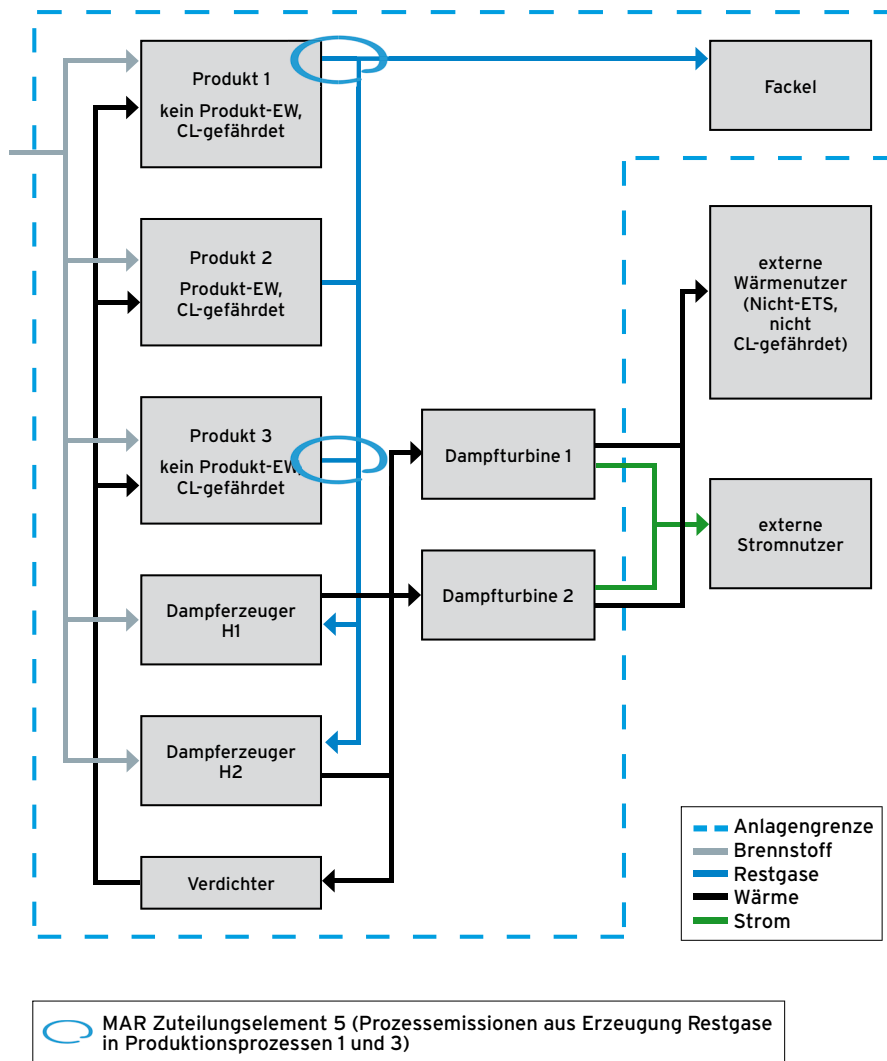 Produkt 1
kein Produkt-EW,
CL-gefährdet
Fackel
Produkt 2
Produkt-EW,
CL-gefährdet
externe
Wärmenutzer
(Nicht-ETS,
nicht
CL-gefährdet)
Produkt 3
kein Produkt-EW,
CL-gefährdet
Dampfturbine 1
externe
Stromnutzer
Dampferzeuger
H1
Dampfturbine 2
Dampferzeuger
H2
Verdichter
Anlagengrenze
Brennstoff
Restgase
Wärme
Strom
MAR Zuteilungselement 5 (Prozessemissionen aus Erzeugung Restgase
in Produktionsprozessen 1 und 3)